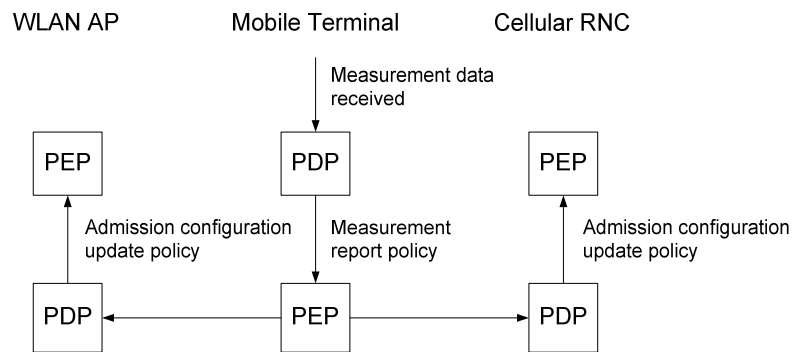 WLAN AP
Mobile Terminal
Cellular RNC
Measurement data
received
PEP
PDP
PEP
Admission configuration
update policy
Measurement
report policy
Admission configuration
update policy
PDP
PEP
PDP